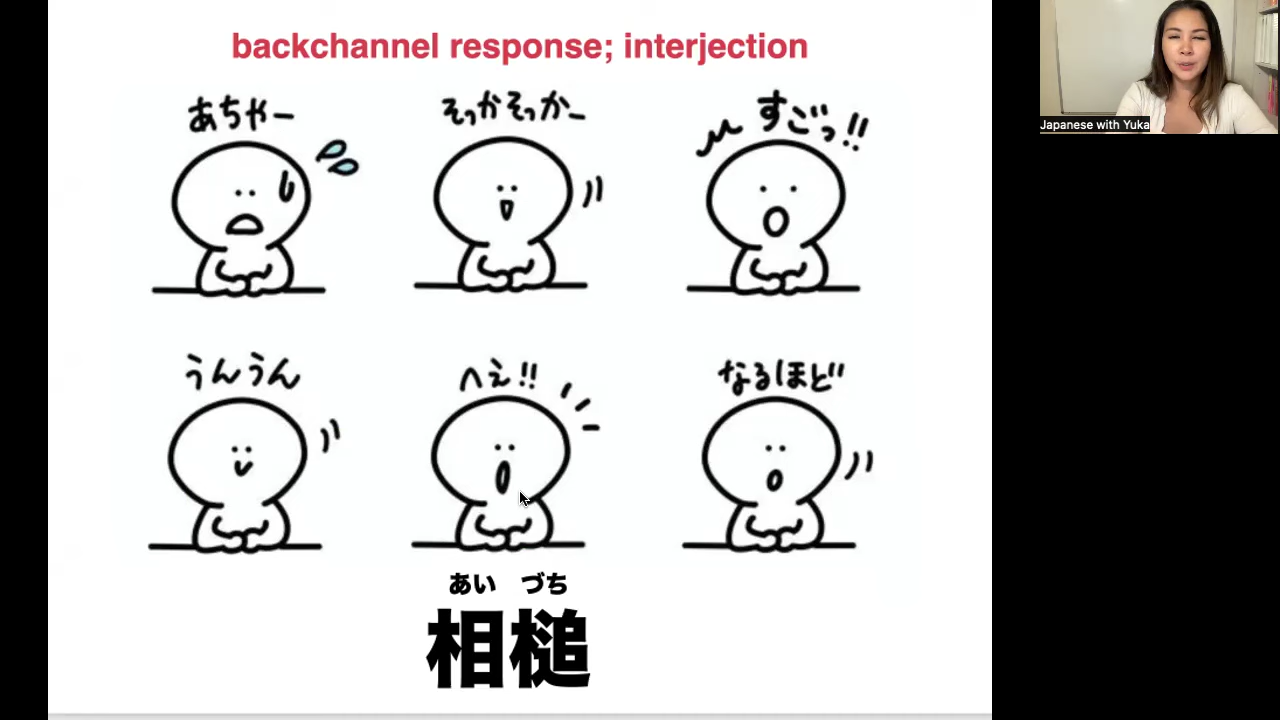 backchannel response; interjection
あちゃー
そっかそっかー
すごっ!!
うんうん
へぇ!!
なるほど
あい づち
相槌
Japanese with Yuka